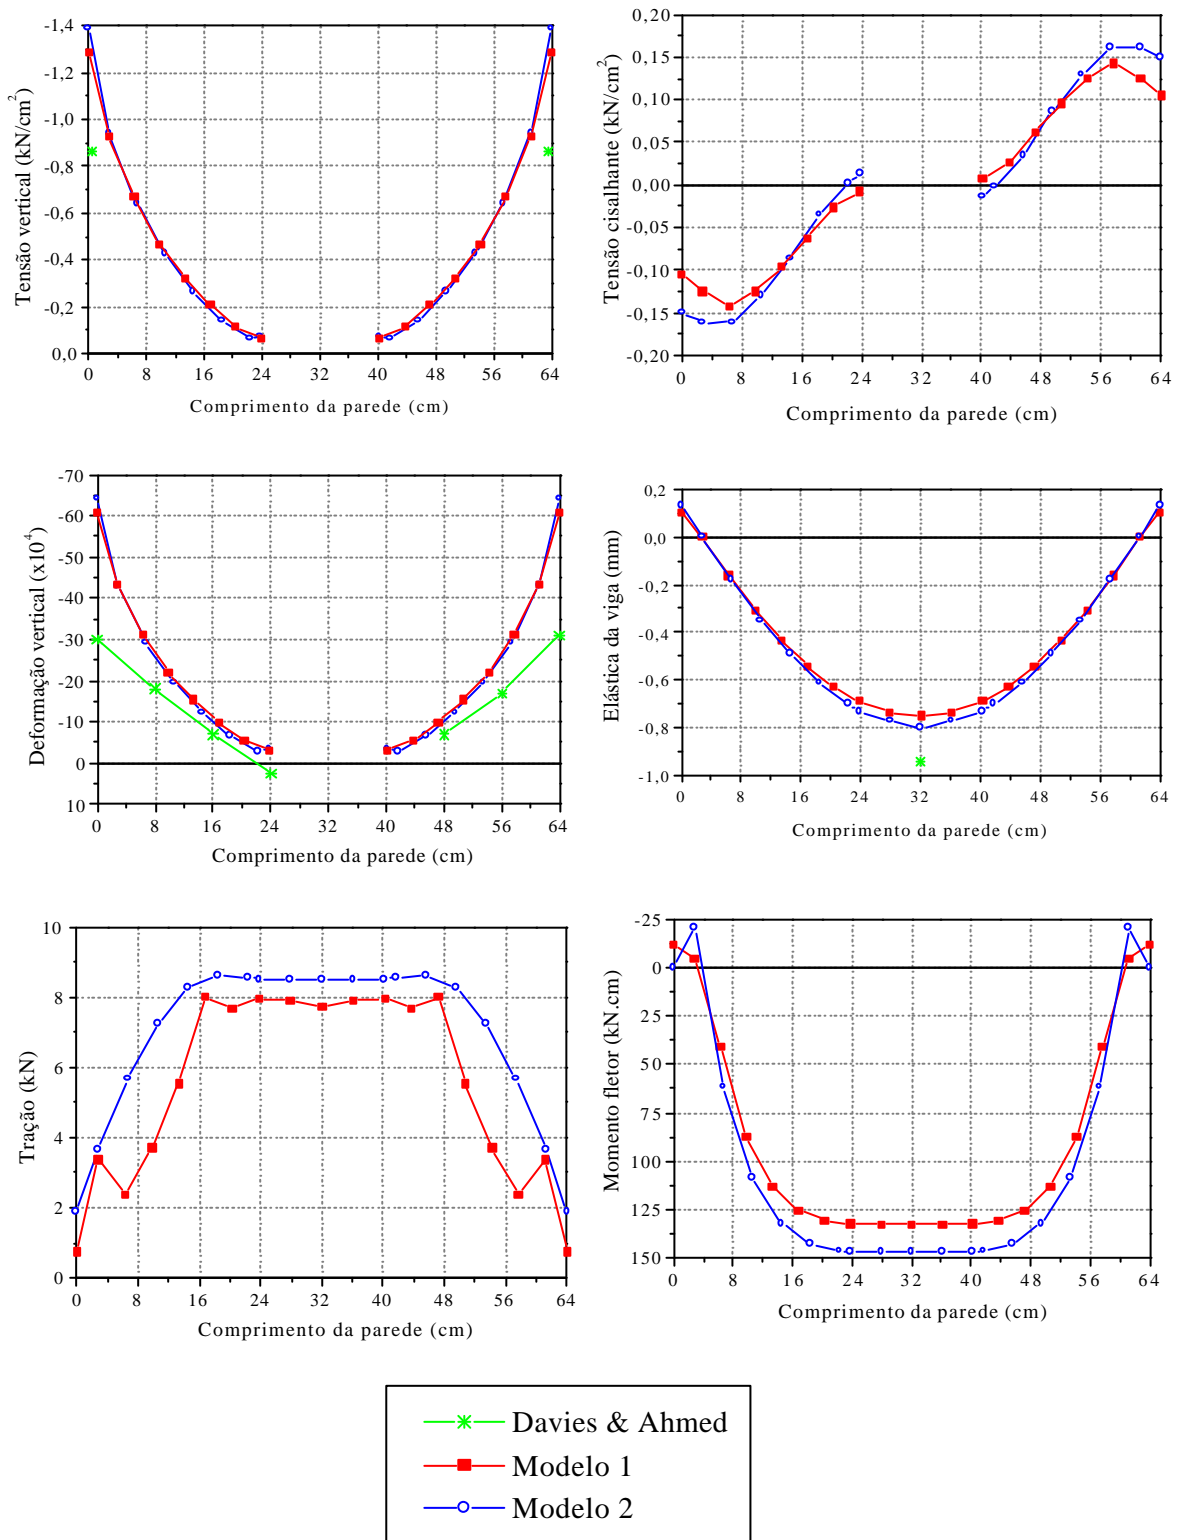 Tensão vertical (kN/cm²)
-1,4
-1,2
-1,0
-0,8
-0,6
-0,4
-0,2
0,0
0 8 16 24 32 40 48 56 64
Comprimento da parede (cm)
Tensão cisalhante (kN/cm²)
0,20
0,15
0,10
0,05
0,00
-0,05
-0,10
-0,15
-0,20
0 8 16 24 32 40 48 56 64
Comprimento da parede (cm)
Deformação vertical (x10⁴)
-70
-60
-50
-40
-30
-20
-10
0
10
0 8 16 24 32 40 48 56 64
Comprimento da parede (cm)
Elástica da viga (mm)
0,2
0,0
-0,2
-0,4
-0,6
-0,8
-1,0
0 8 16 24 32 40 48 56 64
Comprimento da parede (cm)
Tração (kN)
10
8
6
4
2
0
0 8 16 24 32 40 48 56 64
Comprimento da parede (cm)
Momento fletor (kN.cm)
-25
0
25
50
75
100
125
150
0 8 16 24 32 40 48 56 64
Comprimento da parede (cm)
Davies & Ahmed
Modelo 1
Modelo 2